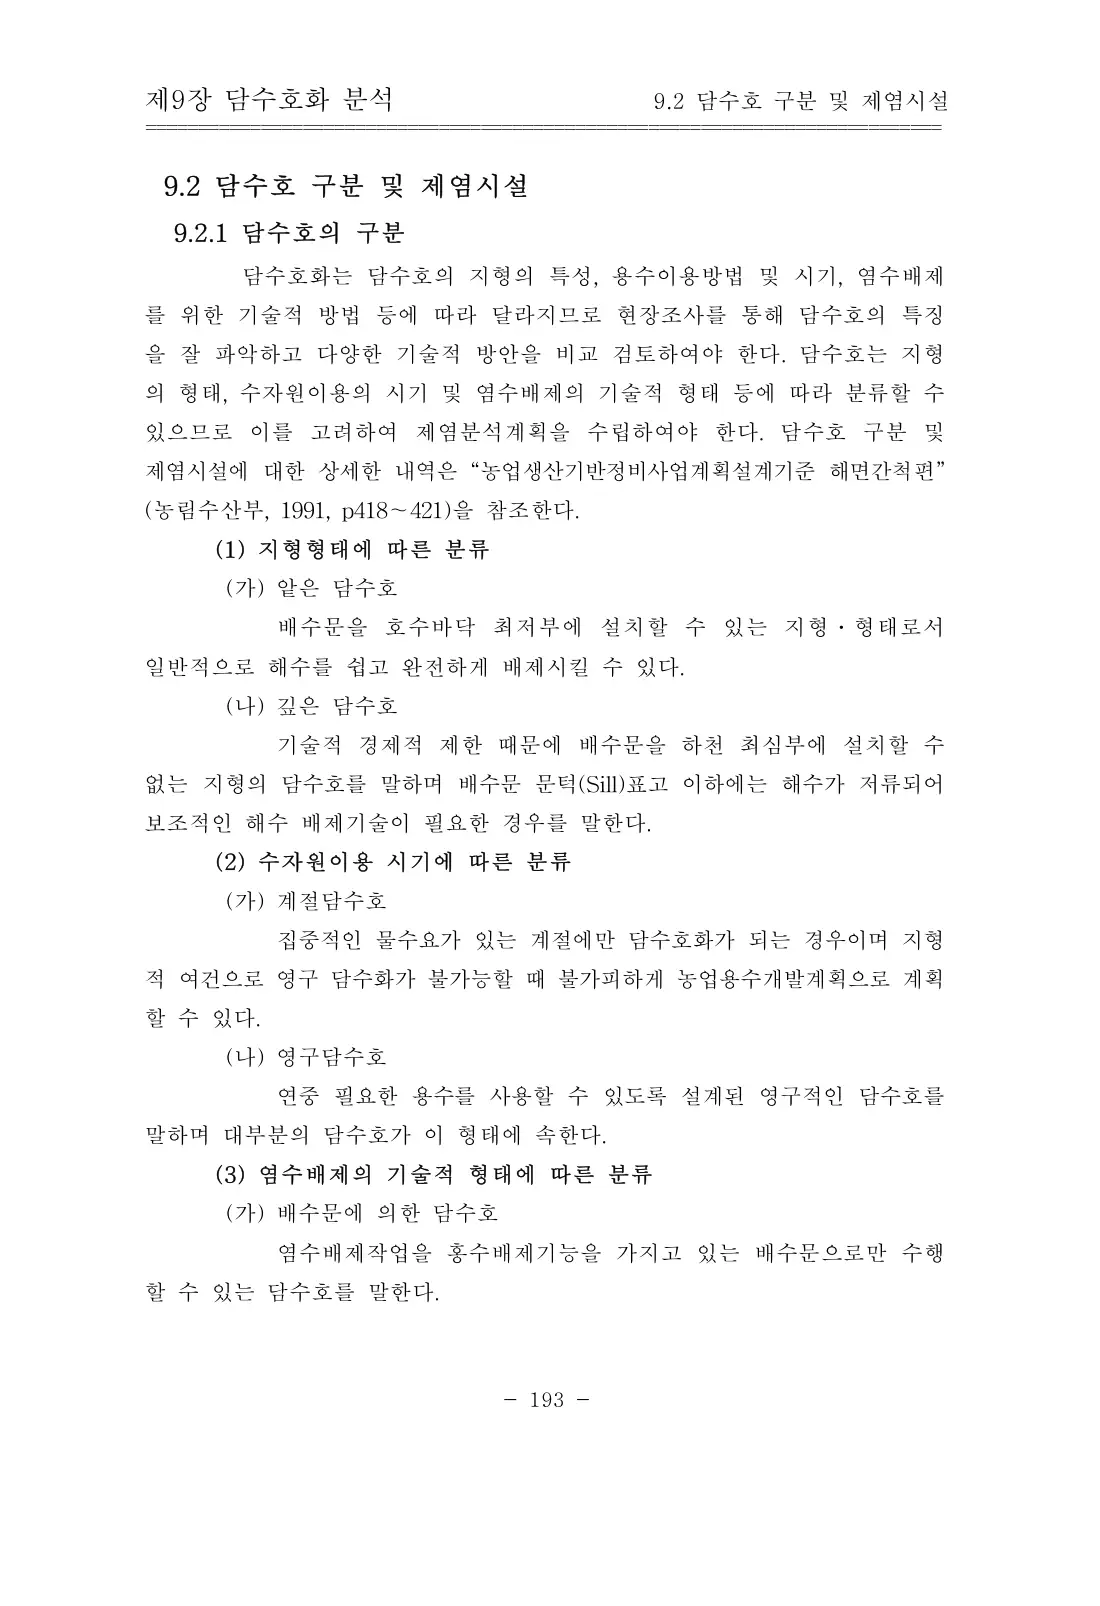 제9장 담수호화 분석
9.2 담수호 구분 및 제염시설
9.2 담수호 구분 및 제염시설
9.2.1 담수호의 구분
담수호화는 담수호의 지형의 특성, 용수이용방법 및 시기, 염수배제
를 위한 기술적 방법 등에 따라 달라지므로 현장조사를 통해 담수호의 특징
을 잘 파악하고 다양한 기술적 방안을 비교 검토하여야 한다. 담수호는 지형
의 형태, 수자원이용의 시기 및 염수배제의 기술적 형태 등에 따라 분류할 수
있으므로 이를 고려하여 제염분석계획을 수립하여야 한다. 담수호 구분 및
제염시설에 대한 상세한 내역은 “농업생산기반정비사업계획설계기준 해면간척편”
(농림수산부, 1991, p418～421)을 참조한다.
(1) 지형형태에 따른 분류
(가) 얕은 담수호
배수문을 호수바닥 최저부에 설치할 수 있는 지형・형태로서
일반적으로 해수를 쉽고 완전하게 배제시킬 수 있다.
(나) 깊은 담수호
기술적 경제적 제한 때문에 배수문을 하천 최심부에 설치할 수
없는 지형의 담수호를 말하며 배수문 문턱(Sill)표고 이하에는 해수가 저류되어
보조적인 해수 배제기술이 필요한 경우를 말한다.
(2) 수자원이용 시기에 따른 분류
(가) 계절담수호
집중적인 물수요가 있는 계절에만 담수호화가 되는 경우이며 지형
적 여건으로 영구 담수화가 불가능할 때 불가피하게 농업용수개발계획으로 계획
할 수 있다.
(나) 영구담수호
연중 필요한 용수를 사용할 수 있도록 설계된 영구적인 담수호를
말하며 대부분의 담수호가 이 형태에 속한다.
(3) 염수배제의 기술적 형태에 따른 분류
(가) 배수문에 의한 담수호
염수배제작업을 홍수배제기능을 가지고 있는 배수문으로만 수행
할 수 있는 담수호를 말한다.
- 193 -